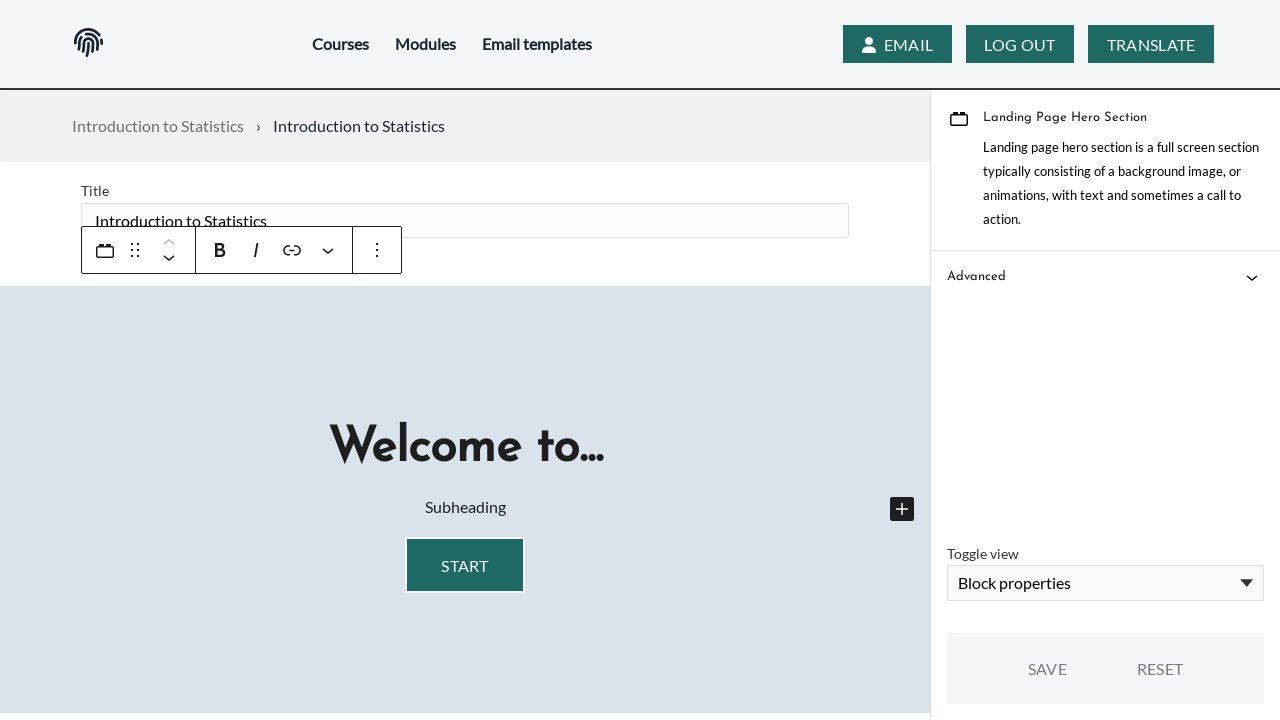 Courses
Modules
Email templates
EMAIL
LOG OUT
TRANSLATE
Introduction to Statistics › Introduction to Statistics
Title
Introduction to Statistics
B I
Welcome to...
Subheading
START
Landing Page Hero Section
Landing page hero section is a full screen section
typically consisting of a background image, or
animations, with text and sometimes a call to
action.
Advanced
Toggle view
Block properties
SAVE
RESET